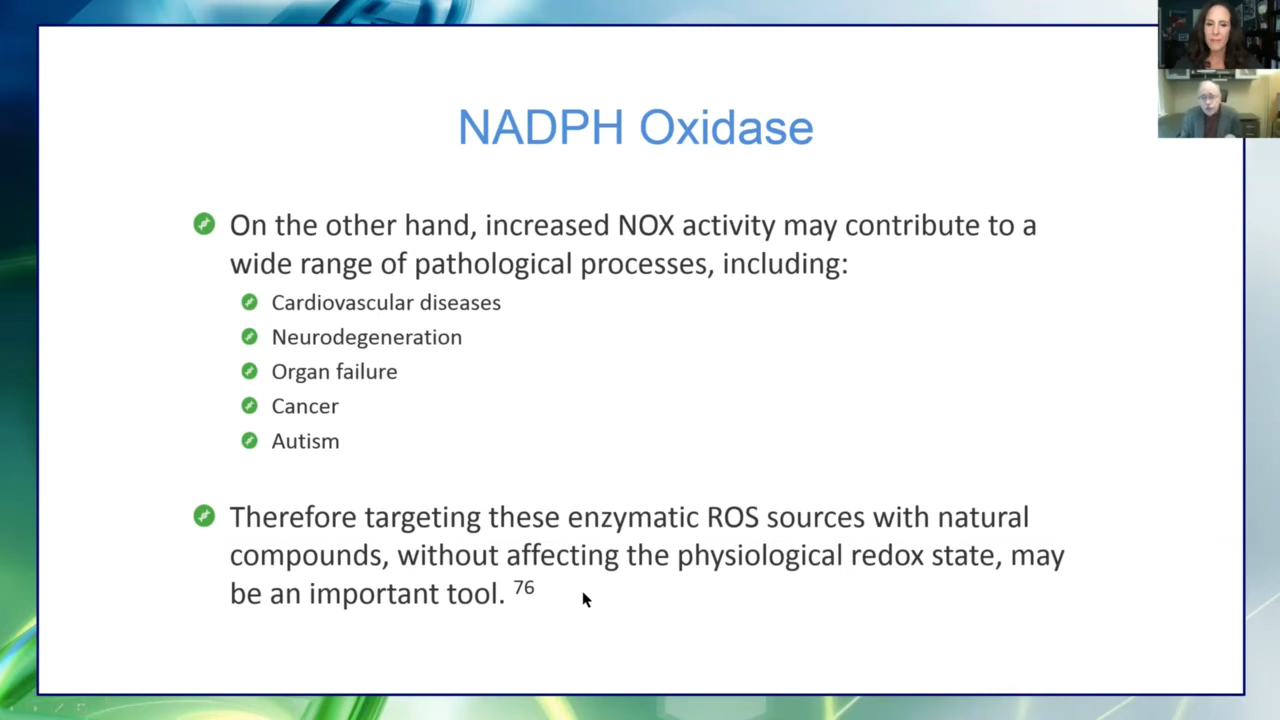 NADPH Oxidase
On the other hand, increased NOX activity may contribute to a
wide range of pathological processes, including:
Cardiovascular diseases
Neurodegeneration
Organ failure
Cancer
Autism
Therefore targeting these enzymatic ROS sources with natural
compounds, without affecting the physiological redox state, may
be an important tool. 76